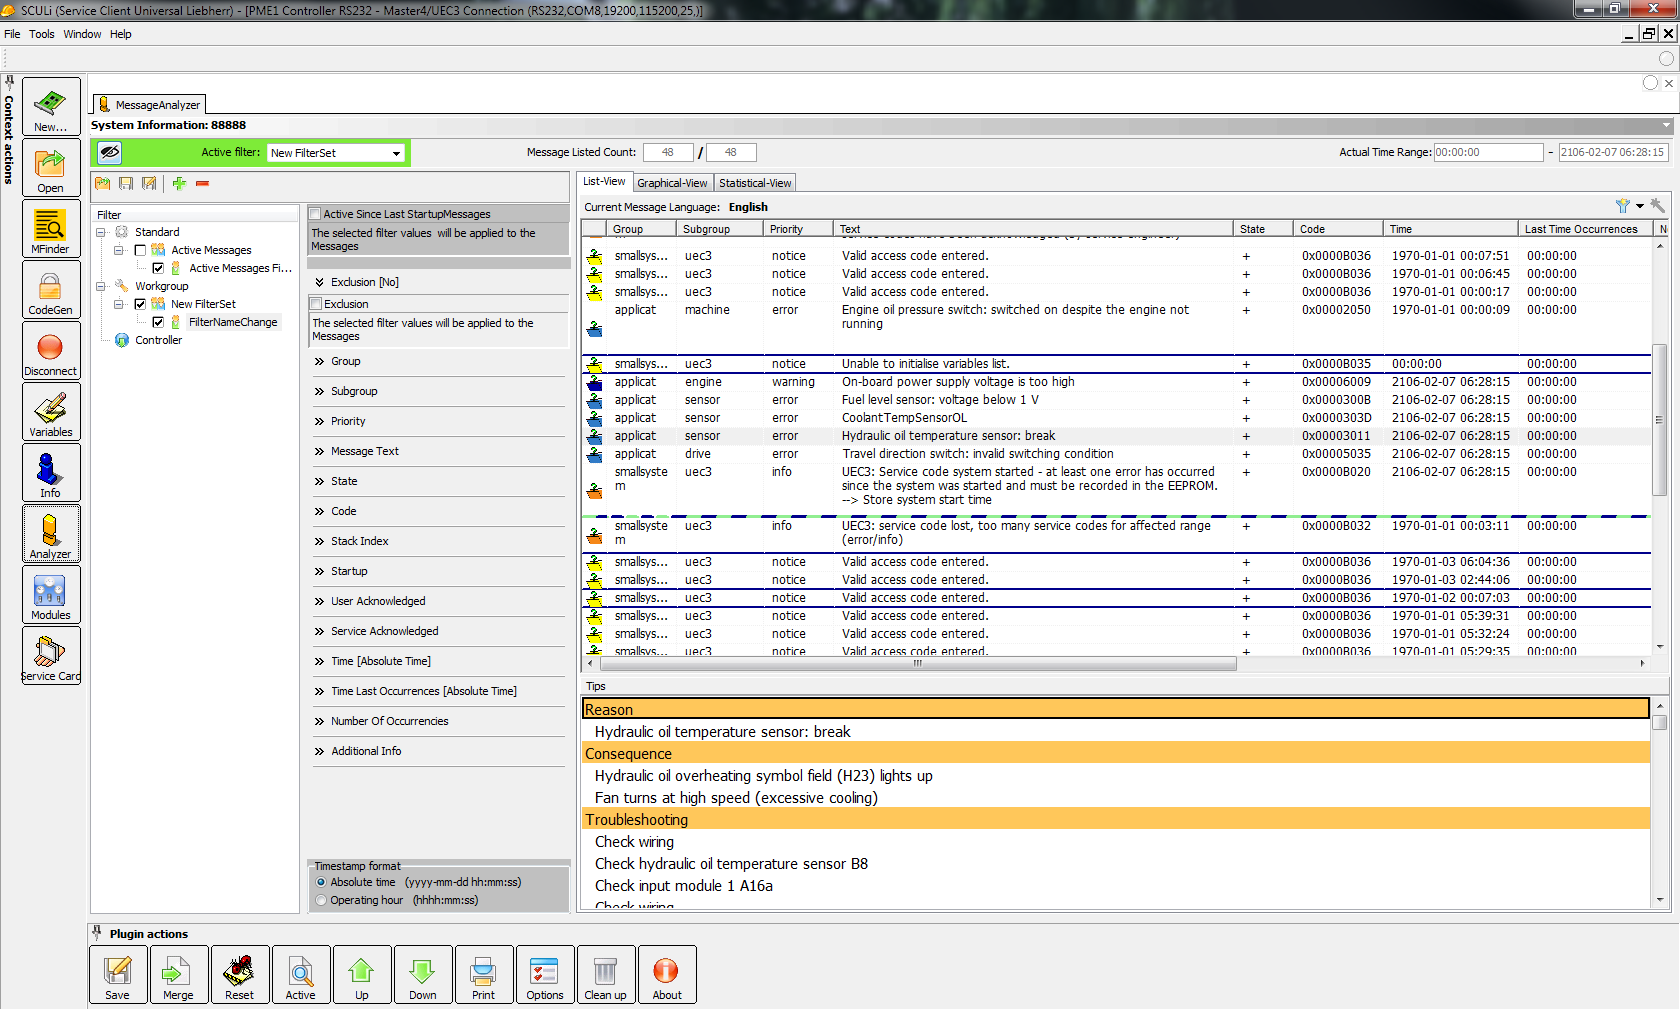 SCULi (Service Client Universal Liebherr) - [PME1 Controller RS232 - Master4/UEC3 Connection (RS232,COM8,19200,115200,25,)]
File Tools Window Help
Context actions
New...
Open
MFinder
CodeGen
Disconnect
Variables
Info
Analyzer
Modules
Service Card
MessageAnalyzer
System Information: 88888
Active filter: New FilterSet
Message Listed Count: 48 / 48
Actual Time Range: 00:00:00 - 2106-02-07 06:28:15
Filter
Standard
Active Messages
Active Messages Fi...
Workgroup
New FilterSet
FilterNameChange
Controller
Active Since Last StartupMessages
The selected filter values will be applied to the
Messages
Exclusion [No]
Exclusion
The selected filter values will be applied to the
Messages
Group
Subgroup
Priority
Message Text
State
Code
Stack Index
Startup
User Acknowledged
Service Acknowledged
Time [Absolute Time]
Time Last Occurrences [Absolute Time]
Number Of Occurrencies
Additional Info
Timestamp format
Absolute time (yyyy-mm-dd hh:mm:ss)
Operating hour (hhhh:mm:ss)
List-View Graphical-View Statistical-View
Current Message Language: English
Group Subgroup Priority Text State Code Time Last Time Occurrences
smallsys... uec3 notice Valid access code entered. + 0x0000B036 1970-01-01 00:07:51 00:00:00
smallsys... uec3 notice Valid access code entered. + 0x0000B036 1970-01-01 00:06:45 00:00:00
smallsys... uec3 notice Valid access code entered. + 0x0000B036 1970-01-01 00:00:17 00:00:00
applicat machine error Engine oil pressure switch: switched on despite the engine not + 0x00002050 1970-01-01 00:00:09 00:00:00
running
smallsys... uec3 notice Unable to initialise variables list. + 0x0000B035 00:00:00 00:00:00
applicat engine warning On-board power supply voltage is too high + 0x00006009 2106-02-07 06:28:15 00:00:00
applicat sensor error Fuel level sensor: voltage below 1 V + 0x0000300B 2106-02-07 06:28:15 00:00:00
applicat sensor error CoolantTempSensorOL + 0x0000303D 2106-02-07 06:28:15 00:00:00
applicat sensor error Hydraulic oil temperature sensor: break + 0x00003011 2106-02-07 06:28:15 00:00:00
applicat drive error Travel direction switch: invalid switching condition + 0x00005035 2106-02-07 06:28:15 00:00:00
smallsyste uec3 info UEC3: Service code system started - at least one error has occurred + 0x0000B020 2106-02-07 06:28:15 00:00:00
m since the system was started and must be recorded in the EEPROM.
--> Store system start time
smallsyste uec3 info UEC3: service code lost, too many service codes for affected range + 0x0000B032 1970-01-01 00:03:11 00:00:00
m (error/info)
smallsys... uec3 notice Valid access code entered. + 0x0000B036 1970-01-03 06:04:36 00:00:00
smallsys... uec3 notice Valid access code entered. + 0x0000B036 1970-01-03 02:44:06 00:00:00
smallsys... uec3 notice Valid access code entered. + 0x0000B036 1970-01-02 00:07:03 00:00:00
smallsys... uec3 notice Valid access code entered. + 0x0000B036 1970-01-01 05:39:31 00:00:00
smallsys... uec3 notice Valid access code entered. + 0x0000B036 1970-01-01 05:32:24 00:00:00
smallsys... uec3 notice Valid access code entered. + 0x0000B036 1970-01-01 05:29:35 00:00:00
Tips
Reason
Hydraulic oil temperature sensor: break
Consequence
Hydraulic oil overheating symbol field (H23) lights up
Fan turns at high speed (excessive cooling)
Troubleshooting
Check wiring
Check hydraulic oil temperature sensor B8
Check input module 1 A16a
Check wiring
Plugin actions
Save Merge Reset Active Up Down Print Options Clean up About